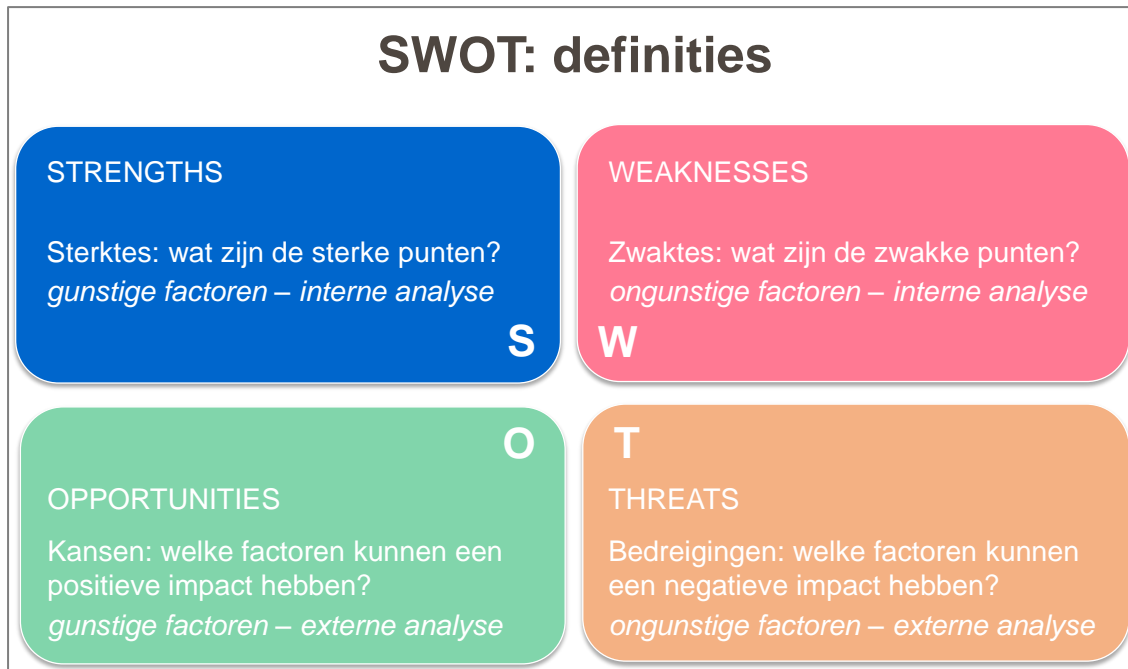 SWOT: definities
STRENGTHS
Sterktes: wat zijn de sterke punten?
gunstige factoren – interne analyse
S
WEAKNESSES
Zwaktes: wat zijn de zwakke punten?
ongunstige factoren – interne analyse
W
O
OPPORTUNITIES
Kansen: welke factoren kunnen een
positieve impact hebben?
gunstige factoren – externe analyse
T
THREATS
Bedreigingen: welke factoren kunnen
een negatieve impact hebben?
ongunstige factoren – externe analyse